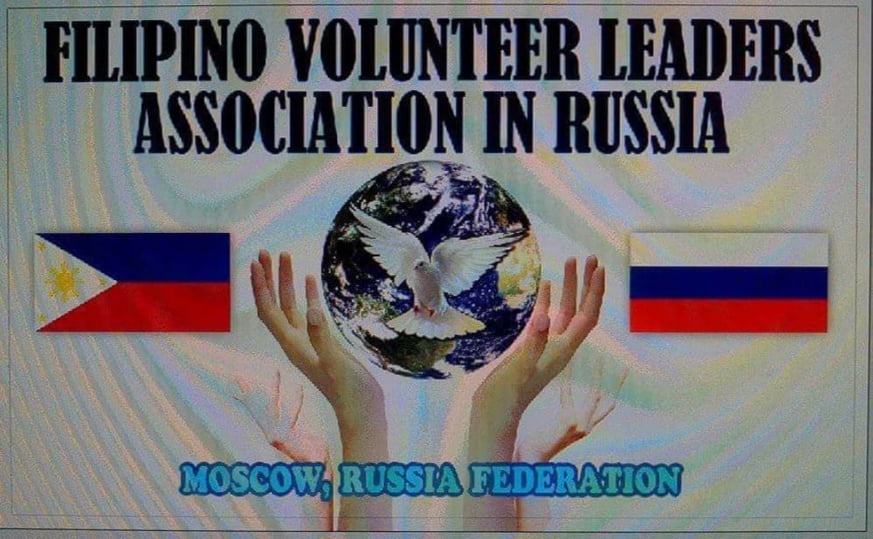 FILIPINO VOLUNTEER LEADERS
ASSOCIATION IN RUSSIA
MOSCOW, RUSSIA FEDERATION